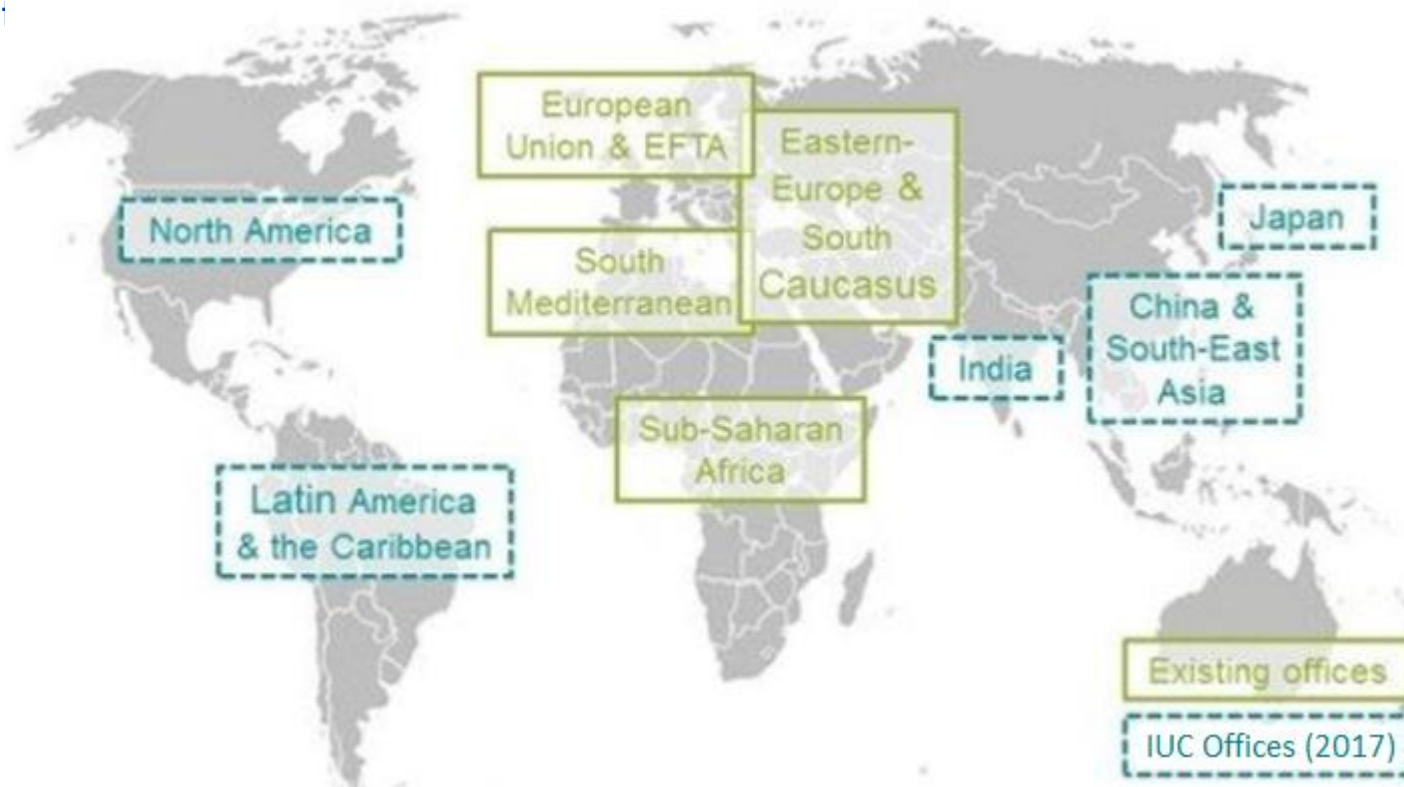 European
Union & EFTA
Eastern-
Europe &
South
Caucasus
North America
Japan
South
Mediterranean
China &
South-East
Asia
India
Sub-Saharan
Africa
Latin America
& the Caribbean
Existing offices
IUC Offices (2017)